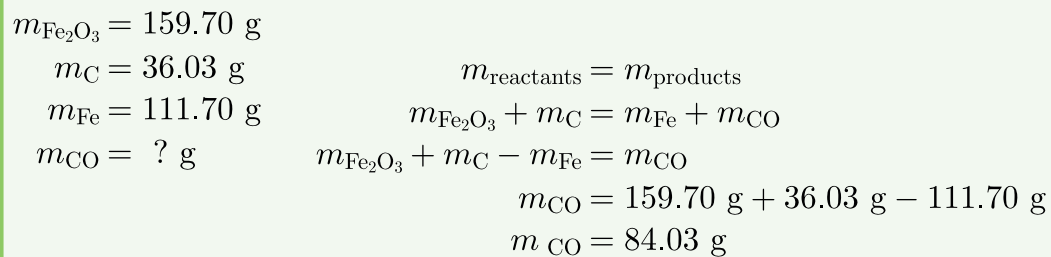 m_Fe₂O₃ = 159.70 g
m_C = 36.03 g
m_Fe = 111.70 g
m_CO = ? g
m_reactants = m_products
m_Fe₂O₃ + m_C = m_Fe + m_CO
m_Fe₂O₃ + m_C − m_Fe = m_CO
m_CO = 159.70 g + 36.03 g − 111.70 g
m_CO = 84.03 g